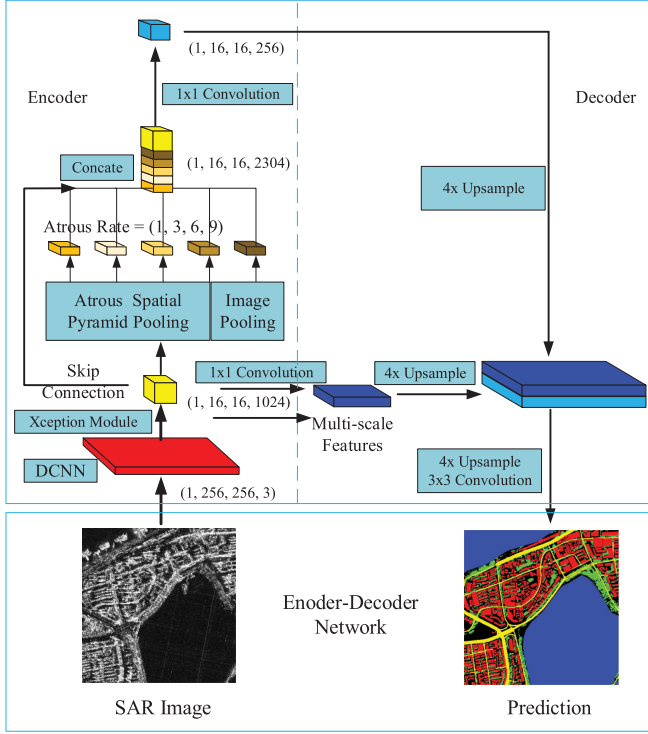 (1, 16, 16, 256)
Encoder
1x1 Convolution
Decoder
Concate
(1, 16, 16, 2304)
4x Upsample
Atrous Rate = (1, 3, 6, 9)
Atrous Spatial
Pyramid Pooling
Image
Pooling
Skip
Connection
1x1 Convolution
4x Upsample
(1, 16, 16, 1024)
Xception Module
Multi-scale
Features
DCNN
4x Upsample
3x3 Convolution
(1, 256, 256, 3)
Enoder-Decoder
Network
SAR Image
Prediction